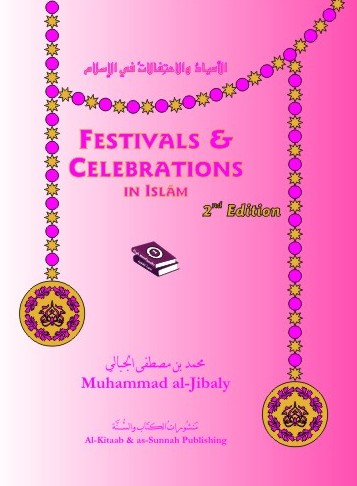 الأعياد والاحتفالات في الإسلام
FESTIVALS &
CELEBRATIONS
IN ISLÂM
2nd Edition
محمد بن مصطفى الجبالي
Muhammad al-Jibaly
منشورات الكتاب والسنة
Al-Kitaab & as-Sunnah Publishing